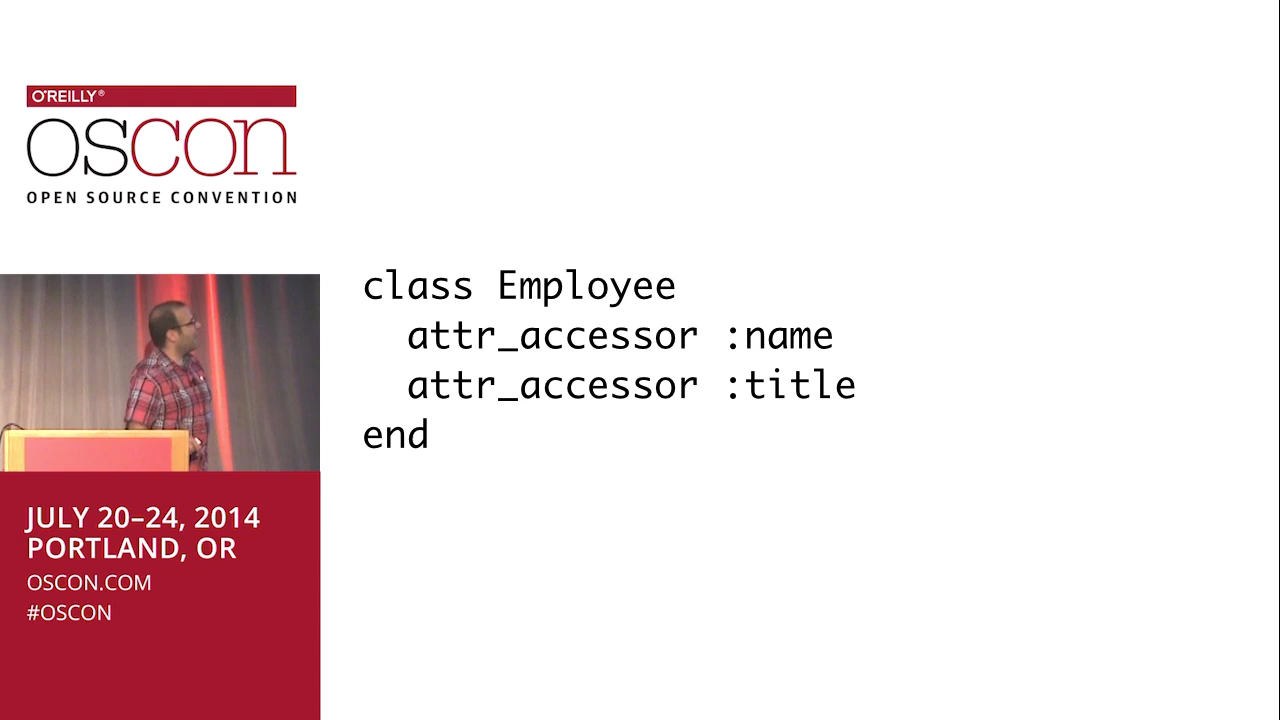 O'REILLY®
OSCON
OPEN SOURCE CONVENTION
class Employee
  attr_accessor :name
  attr_accessor :title
end
JULY 20–24, 2014
PORTLAND, OR
OSCON.COM
#OSCON